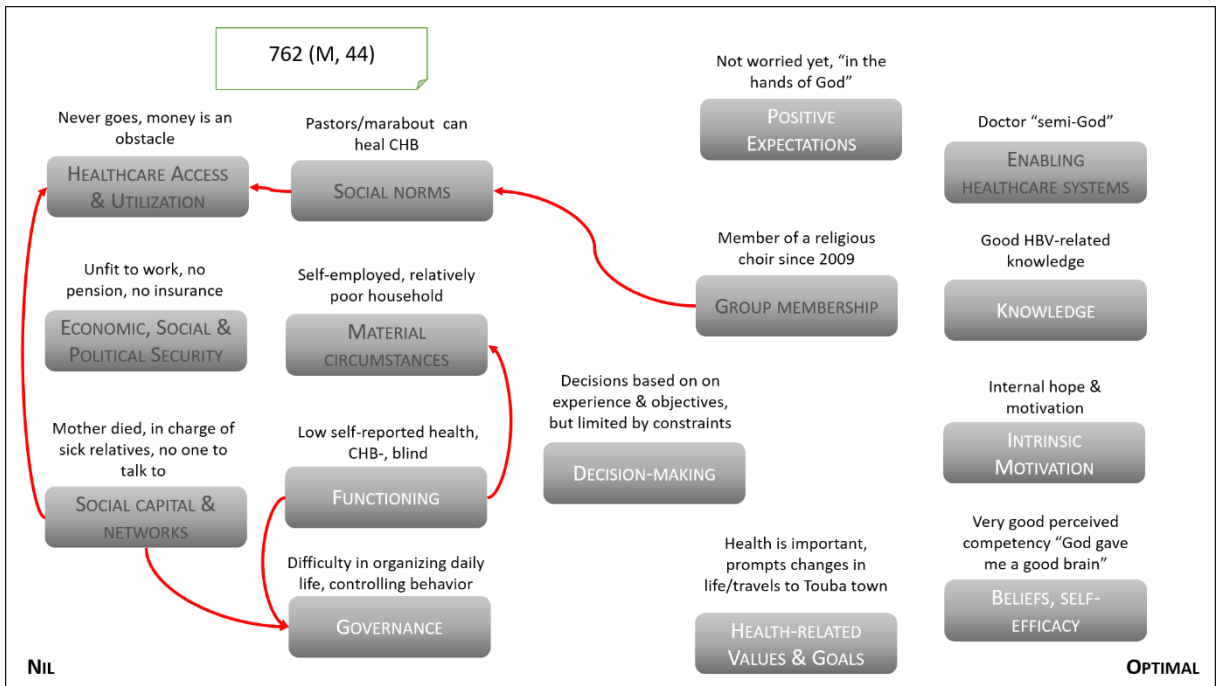 762 (M, 44)
Never goes, money is an
obstacle
HEALTHCARE ACCESS
& UTILIZATION
Pastors/marabout can
heal CHB
SOCIAL NORMS
Not worried yet, “in the
hands of God”
POSITIVE
EXPECTATIONS
Doctor “semi-God”
ENABLING
HEALTHCARE SYSTEMS
Unfit to work, no
pension, no insurance
ECONOMIC, SOCIAL &
POLITICAL SECURITY
Self-employed, relatively
poor household
MATERIAL
CIRCUMSTANCES
Member of a religious
choir since 2009
GROUP MEMBERSHIP
Good HBV-related
knowledge
KNOWLEDGE
Mother died, in charge of
sick relatives, no one to
talk to
SOCIAL CAPITAL &
NETWORKS
Low self-reported health,
CHB-, blind
FUNCTIONING
Decisions based on on
experience & objectives,
but limited by constraints
DECISION-MAKING
Internal hope &
motivation
INTRINSIC
MOTIVATION
Difficulty in organizing daily
life, controlling behavior
GOVERNANCE
Health is important,
prompts changes in
life/travels to Touba town
HEALTH-RELATED
VALUES & GOALS
Very good perceived
competency “God gave
me a good brain”
BELIEFS, SELF-
EFFICACY
NIL
OPTIMAL